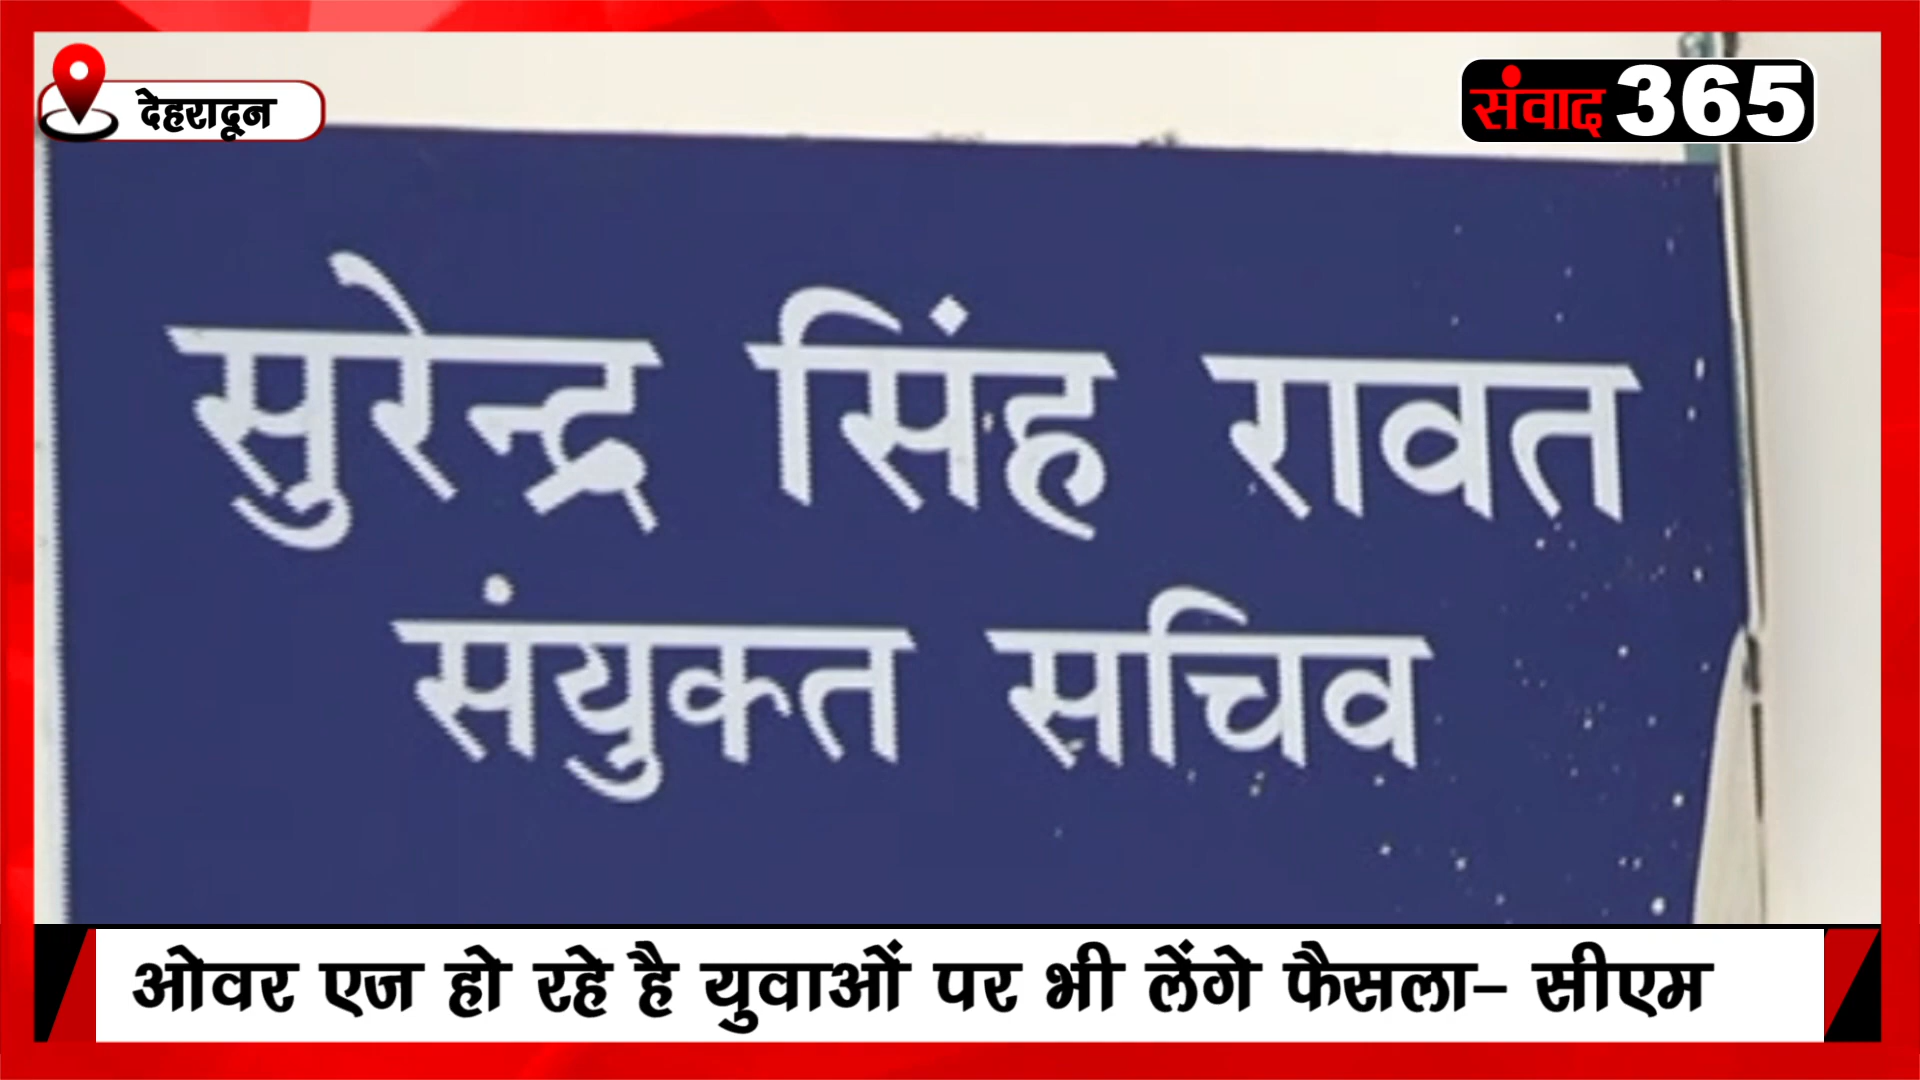 देहरादून
संवाद 365
सुरेन्द्र सिंह रावत
संयुक्त सचिव
ओवर एज हो रहे है युवाओं पर भी लेंगे फैसला- सीएम